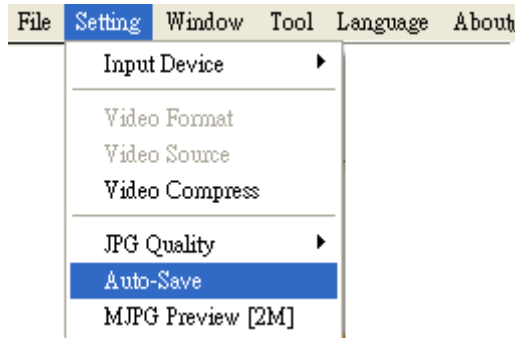 File Setting Window Tool Language About
Input Device
Video Format
Video Source
Video Compress
JPG Quality
Auto-Save
MJPG Preview [2M]